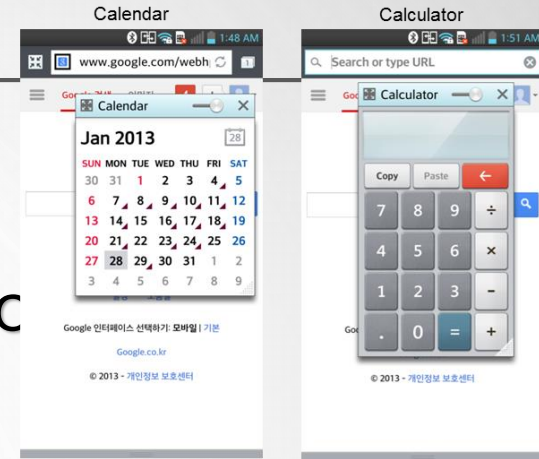 Calendar
1:48 AM
www.google.com/webh
1
Calendar
Jan 2013
28
SUN MON TUE WED THU FRI SAT
30 31 1 2 3 4 5
6 7 8 9 10 11 12
13 14 15 16 17 18 19
20 21 22 23 24 25 26
27 28 29 30 31 1 2
3 4 5 6 7 8 9
Google 인터페이스 선택하기: 모바일 | 기본
Google.co.kr
© 2013 - 개인정보 보호센터
Calculator
1:51 AM
Search or type URL
Goo
Calculator
Copy Paste
7 8 9 ÷
4 5 6 ×
1 2 3 -
. 0 = +
Goo
© 2013 - 개인정보 보호센터